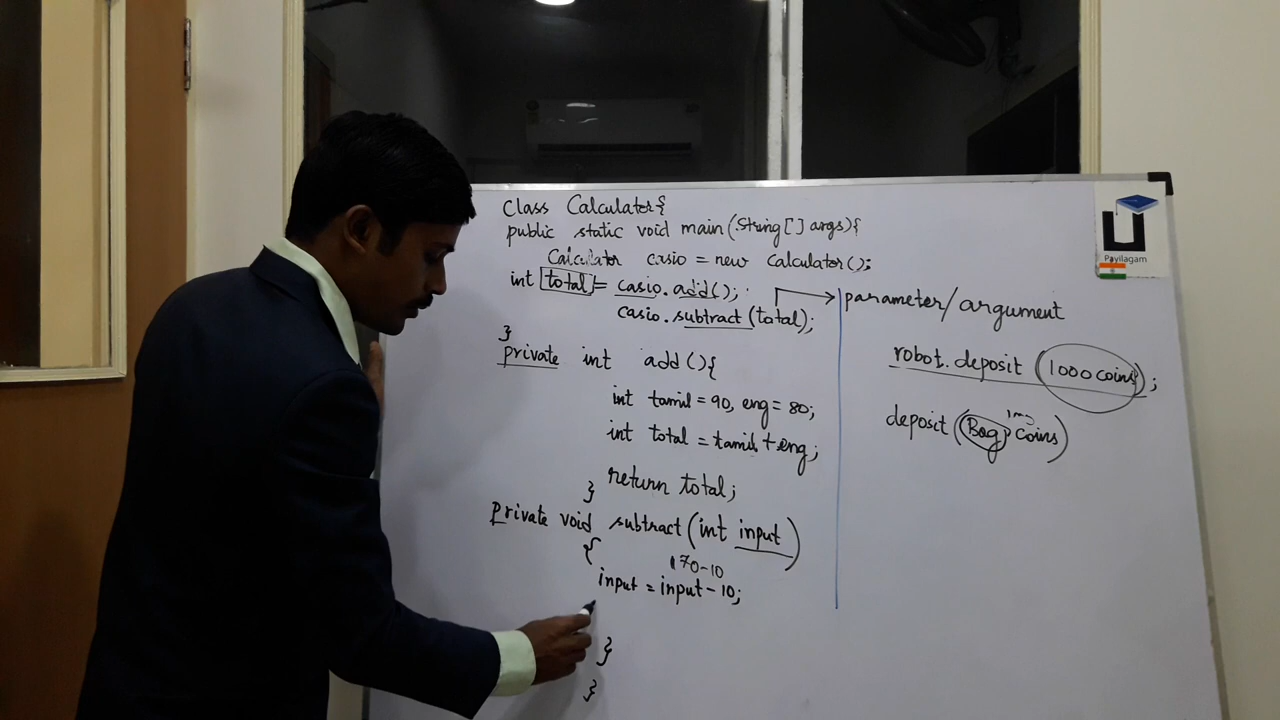 Class Calculator{
public static void main(String[] args){
Calculator casio = new calculator();
int total = casio.add();
casio.subtract(total);
}
private int add(){
int tamil = 90, eng = 80;
int total = tamil + eng;
return total;
}
private void subtract(int input)
{
170-10
input = input - 10;
}
}
parameter/argument
robot.deposit (1000 coins);
deposit (Bag coins)
U
Payilagam